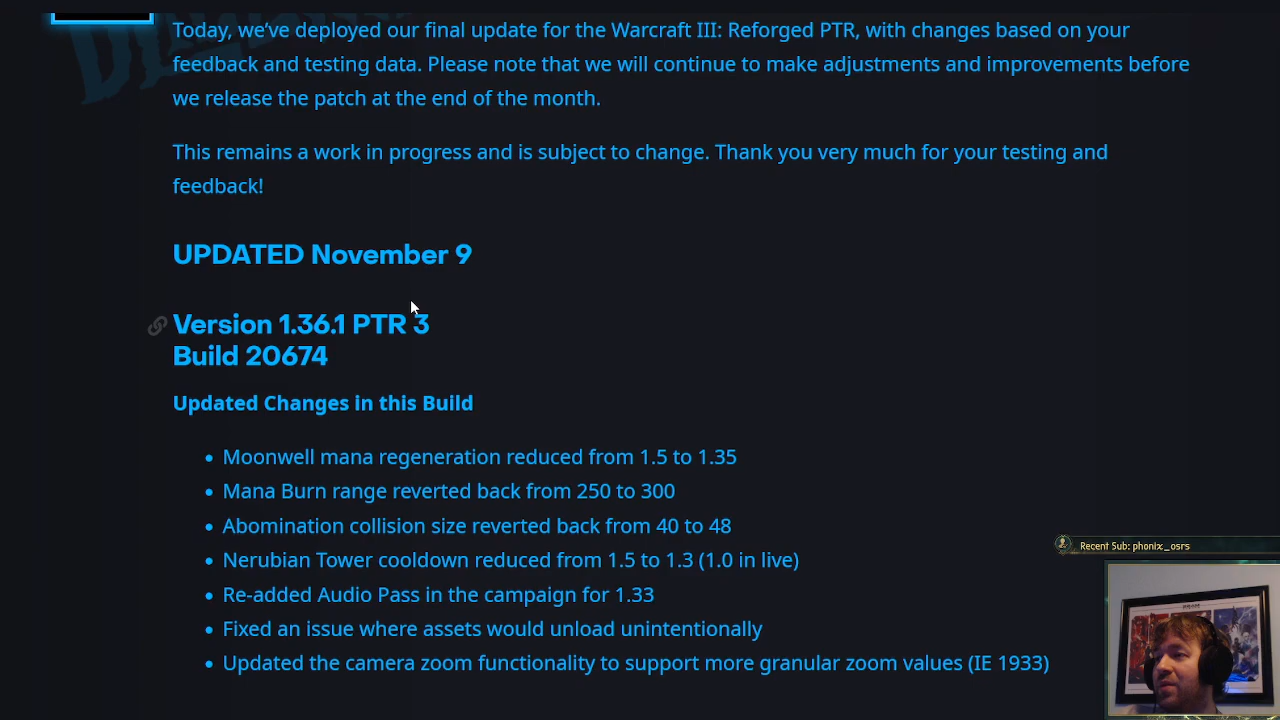 Today, we've deployed our final update for the Warcraft III: Reforged PTR, with changes based on your
feedback and testing data. Please note that we will continue to make adjustments and improvements before
we release the patch at the end of the month.
This remains a work in progress and is subject to change. Thank you very much for your testing and
feedback!
UPDATED November 9
Version 1.36.1 PTR 3
Build 20674
Updated Changes in this Build
• Moonwell mana regeneration reduced from 1.5 to 1.35
• Mana Burn range reverted back from 250 to 300
• Abomination collision size reverted back from 40 to 48
• Nerubian Tower cooldown reduced from 1.5 to 1.3 (1.0 in live)
• Re-added Audio Pass in the campaign for 1.33
• Fixed an issue where assets would unload unintentionally
• Updated the camera zoom functionality to support more granular zoom values (IE 1933)
Recent Sub: phonix_osrs